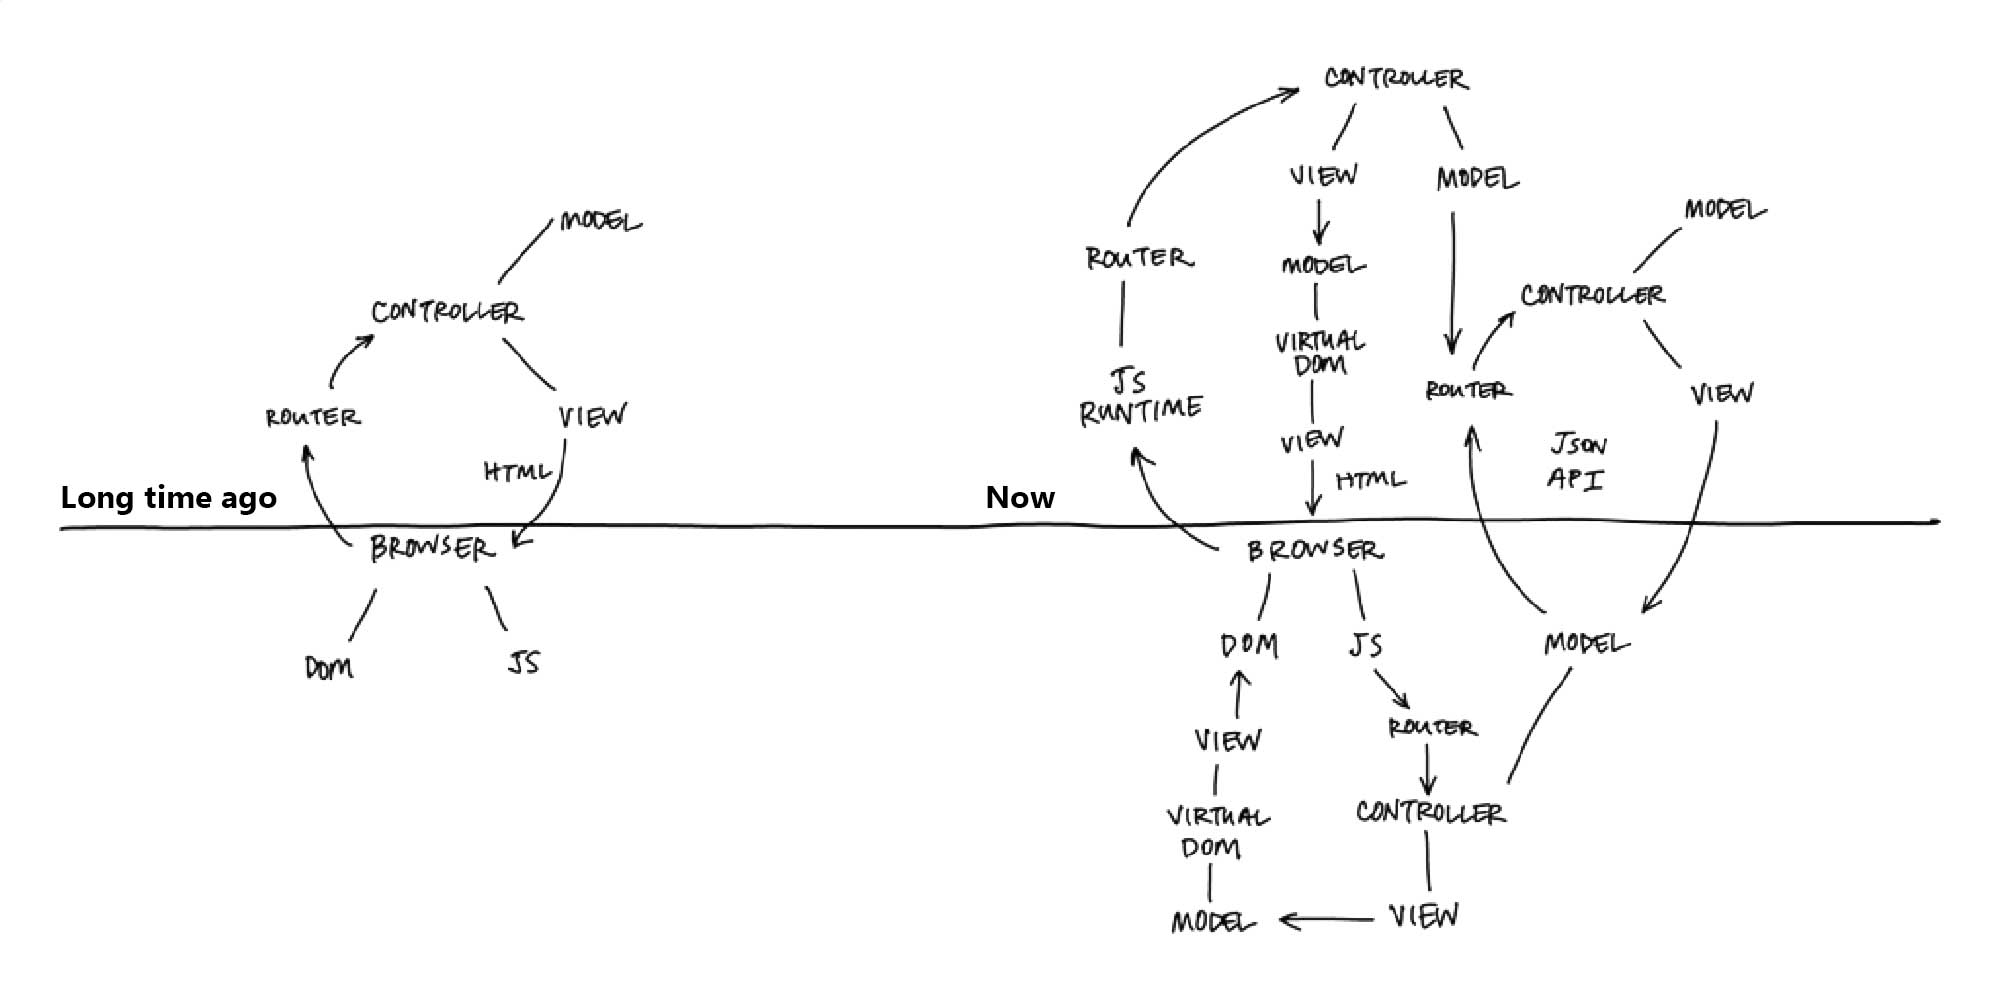 MODEL
CONTROLLER
ROUTER
VIEW
HTML
Long time ago
BROWSER
DOM
JS
CONTROLLER
VIEW
MODEL
ROUTER
MODEL
VIRTUAL
DOM
JS
RUNTIME
VIEW
HTML
MODEL
CONTROLLER
ROUTER
VIEW
JSON
API
Now
BROWSER
DOM
JS
MODEL
VIEW
ROUTER
VIRTUAL
DOM
CONTROLLER
MODEL
VIEW